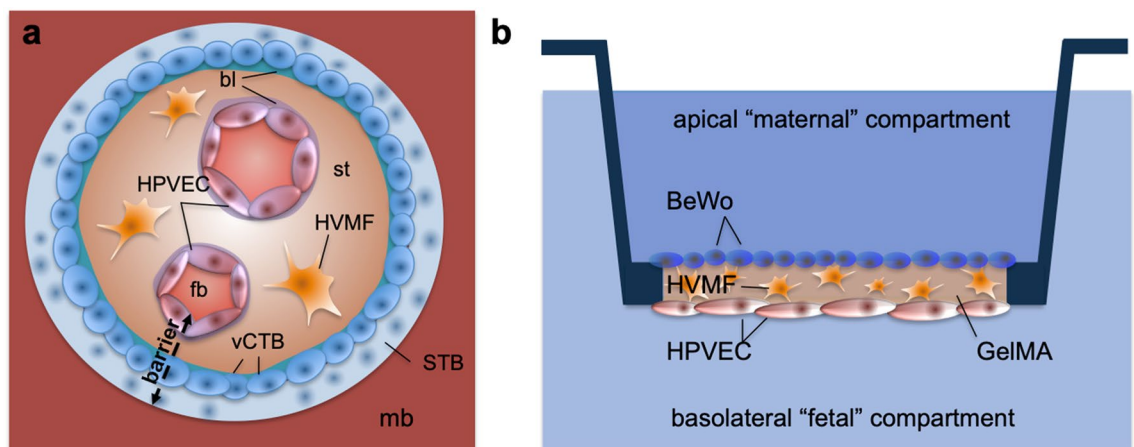 a
bl
st
HPVEC
HVMF
fb
vCTB
barrier
STB
mb
b
apical “maternal” compartment
BeWo
HVMF
HPVEC
GelMA
basolateral “fetal” compartment